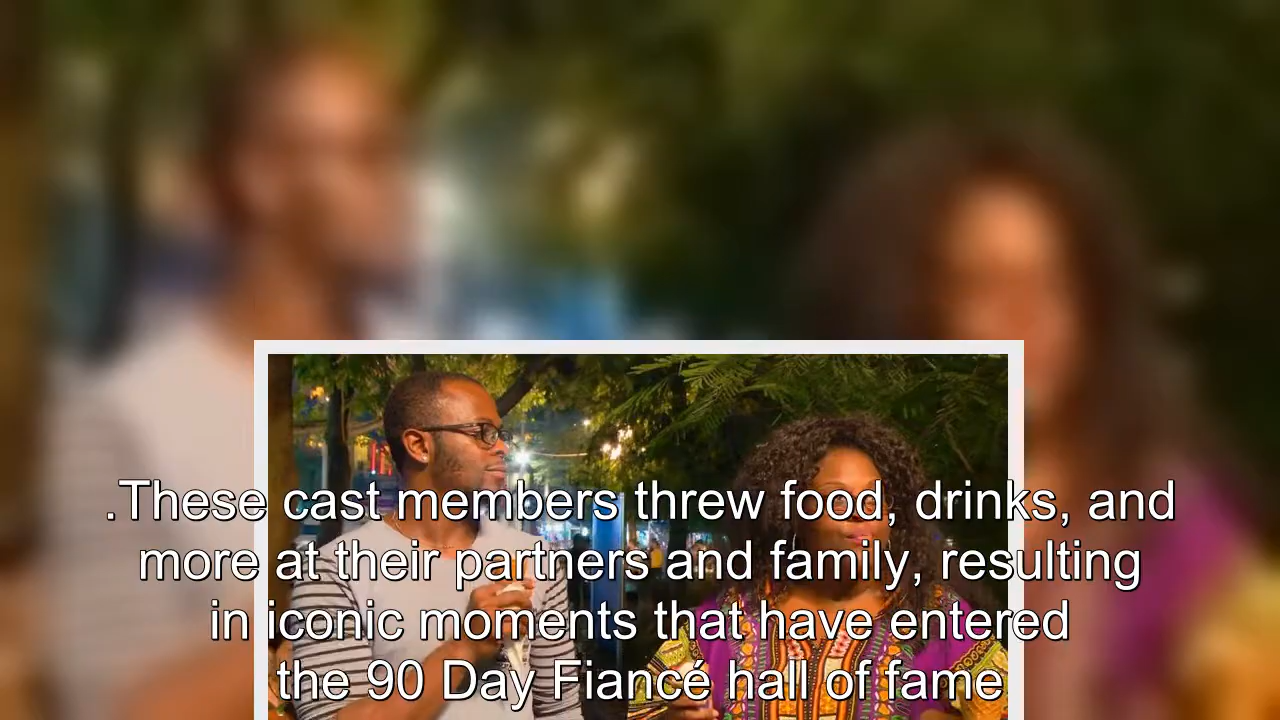 .These cast members threw food, drinks, and
more at their partners and family, resulting
in iconic moments that have entered
the 90 Day Fiancé hall of fame